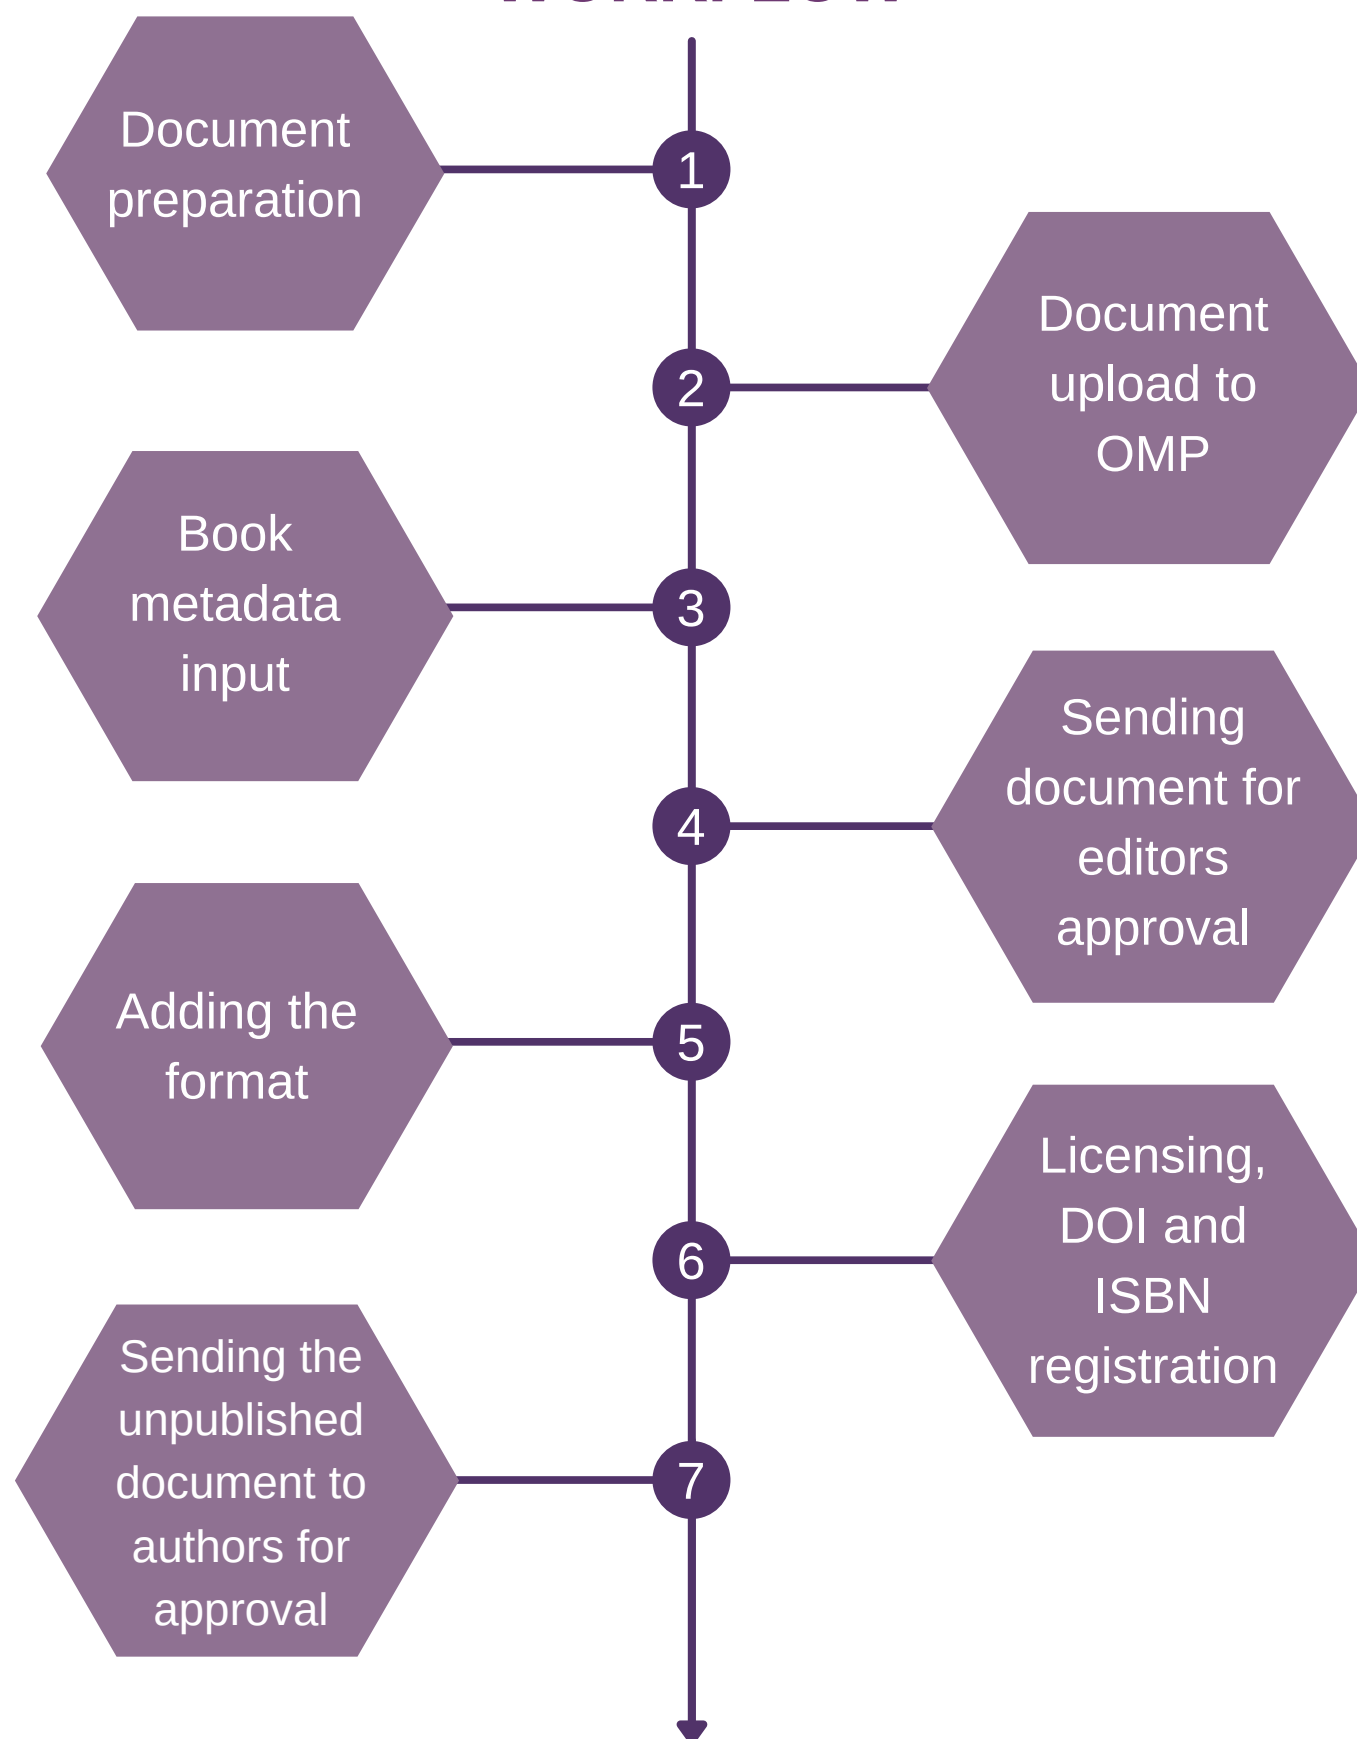 Document
preparation
1
Document
upload to
OMP
2
Book
metadata
input
3
Sending
document for
editors
approval
4
Adding the
format
5
Licensing,
DOI and
ISBN
registration
6
Sending the
unpublished
document to
authors for
approval
7